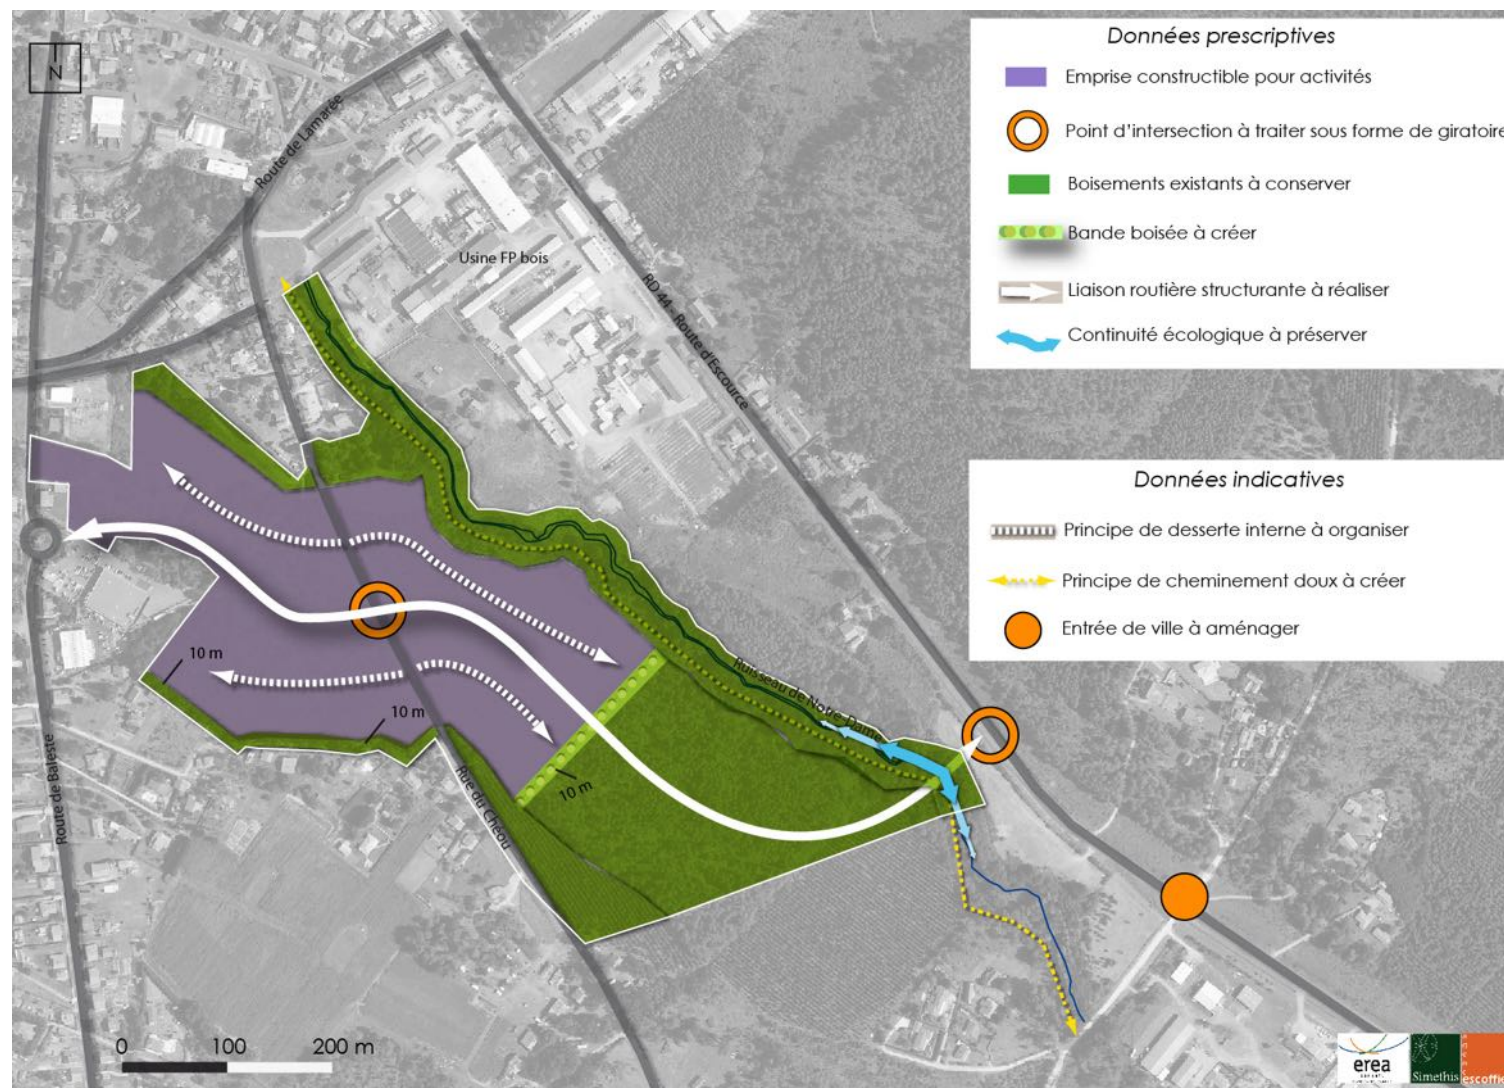 N
Route de Lamarée
Usine FP bois
RD 44 - Route d'Escource
10 m
10 m
10 m
Ruisseau de Notre-Dame
Rue du Chéou
Route de Baleste
0 100 200 m
Données prescriptives
Emprise constructible pour activités
Point d'intersection à traiter sous forme de giratoire
Boisements existants à conserver
Bande boisée à créer
Liaison routière structurante à réaliser
Continuité écologique à préserver
Données indicatives
Principe de desserte interne à organiser
Principe de cheminement doux à créer
Entrée de ville à aménager
erea
Simethis
escoffie